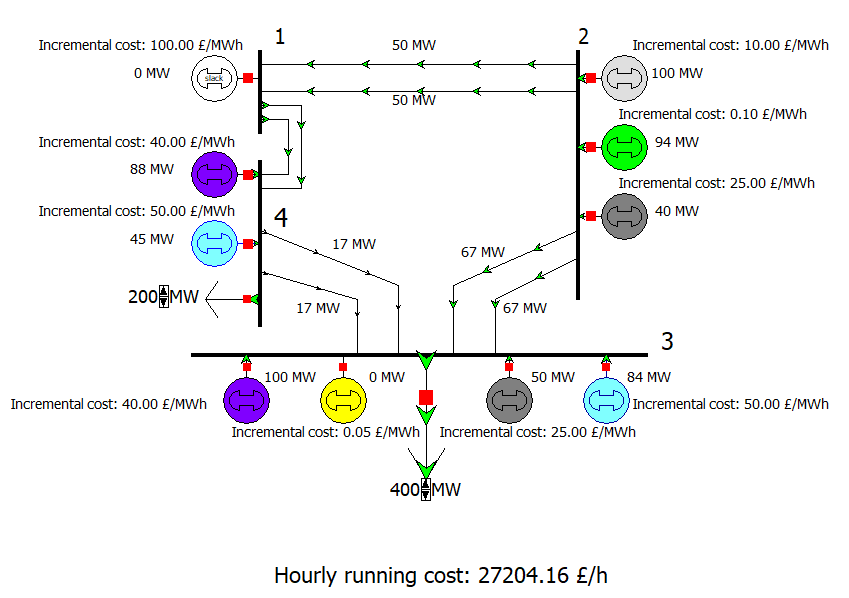 1
2
Incremental cost: 100.00 £/MWh
50 MW
Incremental cost: 10.00 £/MWh
0 MW
slack
100 MW
50 MW
Incremental cost: 0.10 £/MWh
Incremental cost: 40.00 £/MWh
94 MW
88 MW
Incremental cost: 25.00 £/MWh
Incremental cost: 50.00 £/MWh
4
40 MW
45 MW
17 MW
67 MW
200 MW
17 MW
67 MW
3
100 MW
0 MW
50 MW
84 MW
Incremental cost: 40.00 £/MWh
Incremental cost: 50.00 £/MWh
Incremental cost: 0.05 £/MWh
Incremental cost: 25.00 £/MWh
400 MW
Hourly running cost: 27204.16 £/h